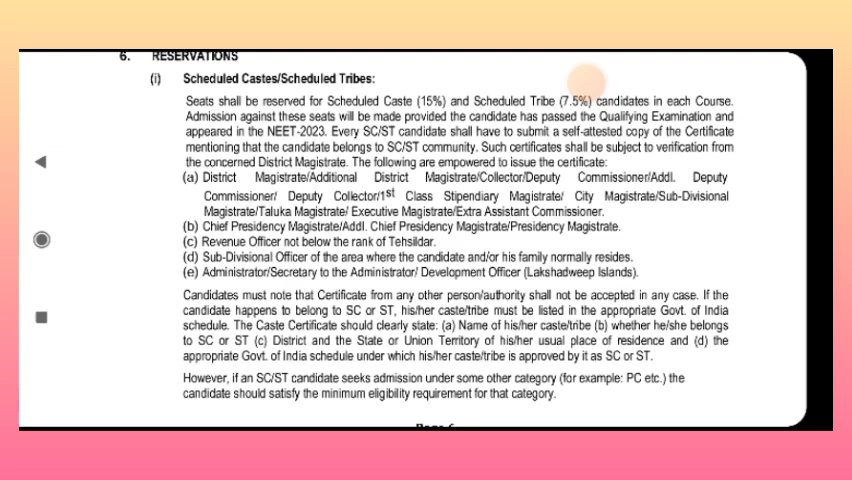 6. RESERVATIONS
(i) Scheduled Castes/Scheduled Tribes:
Seats shall be reserved for Scheduled Caste (15%) and Scheduled Tribe (7.5%) candidates in each Course.
Admission against these seats will be made provided the candidate has passed the Qualifying Examination and
appeared in the NEET-2023. Every SC/ST candidate shall have to submit a self-attested copy of the Certificate
mentioning that the candidate belongs to SC/ST community. Such certificates shall be subject to verification from
the concerned District Magistrate. The following are empowered to issue the certificate:
(a) District Magistrate/Additional District Magistrate/Collector/Deputy Commissioner/Addl. Deputy
Commissioner/ Deputy Collector/1st Class Stipendiary Magistrate/ City Magistrate/Sub-Divisional
Magistrate/Taluka Magistrate/ Executive Magistrate/Extra Assistant Commissioner.
(b) Chief Presidency Magistrate/Addl. Chief Presidency Magistrate/Presidency Magistrate.
(c) Revenue Officer not below the rank of Tehsildar.
(d) Sub-Divisional Officer of the area where the candidate and/or his family normally resides.
(e) Administrator/Secretary to the Administrator/ Development Officer (Lakshadweep Islands).
Candidates must note that Certificate from any other person/authority shall not be accepted in any case. If the
candidate happens to belong to SC or ST, his/her caste/tribe must be listed in the appropriate Govt. of India
schedule. The Caste Certificate should clearly state: (a) Name of his/her caste/tribe (b) whether he/she belongs
to SC or ST (c) District and the State or Union Territory of his/her usual place of residence and (d) the
appropriate Govt. of India schedule under which his/her caste/tribe is approved by it as SC or ST.
However, if an SC/ST candidate seeks admission under some other category (for example: PC etc.) the
candidate should satisfy the minimum eligibility requirement for that category.